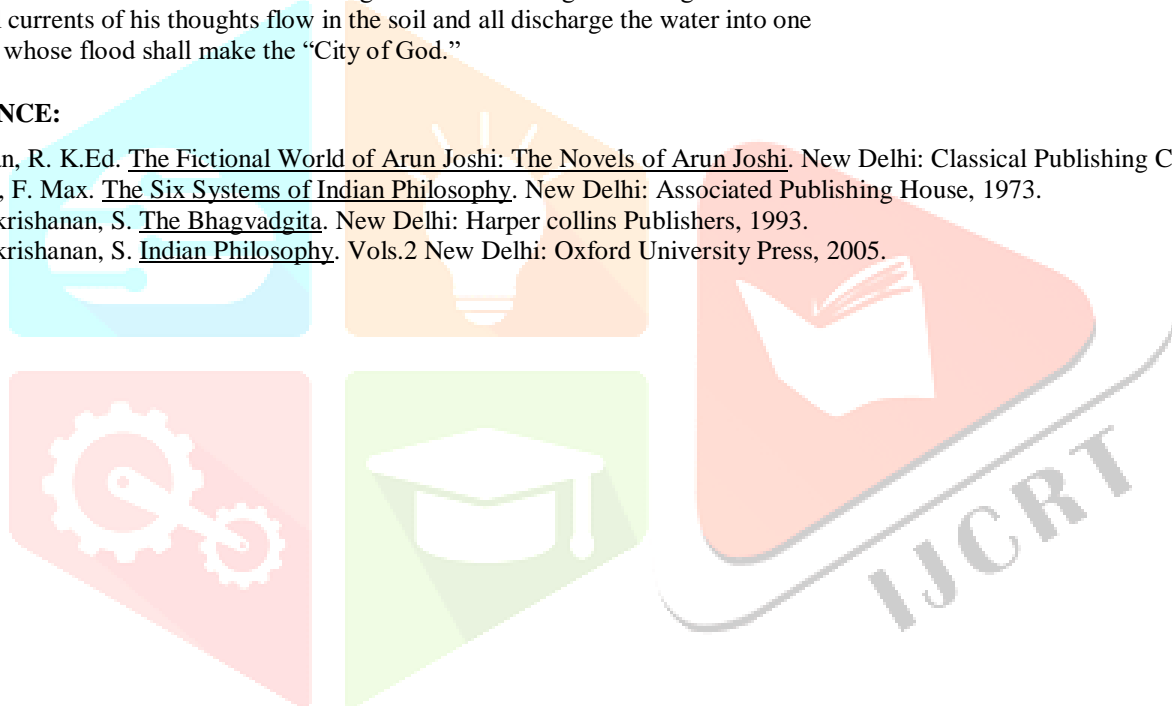 currents of his thoughts flow in the soil and all discharge the water into one
whose flood shall make the “City of God.”
NCE:
n, R. K.Ed. The Fictional World of Arun Joshi: The Novels of Arun Joshi. New Delhi: Classical Publishing C
, F. Max. The Six Systems of Indian Philosophy. New Delhi: Associated Publishing House, 1973.
krishanan, S. The Bhagvadgita. New Delhi: Harper collins Publishers, 1993.
krishanan, S. Indian Philosophy. Vols.2 New Delhi: Oxford University Press, 2005.
IJCRT